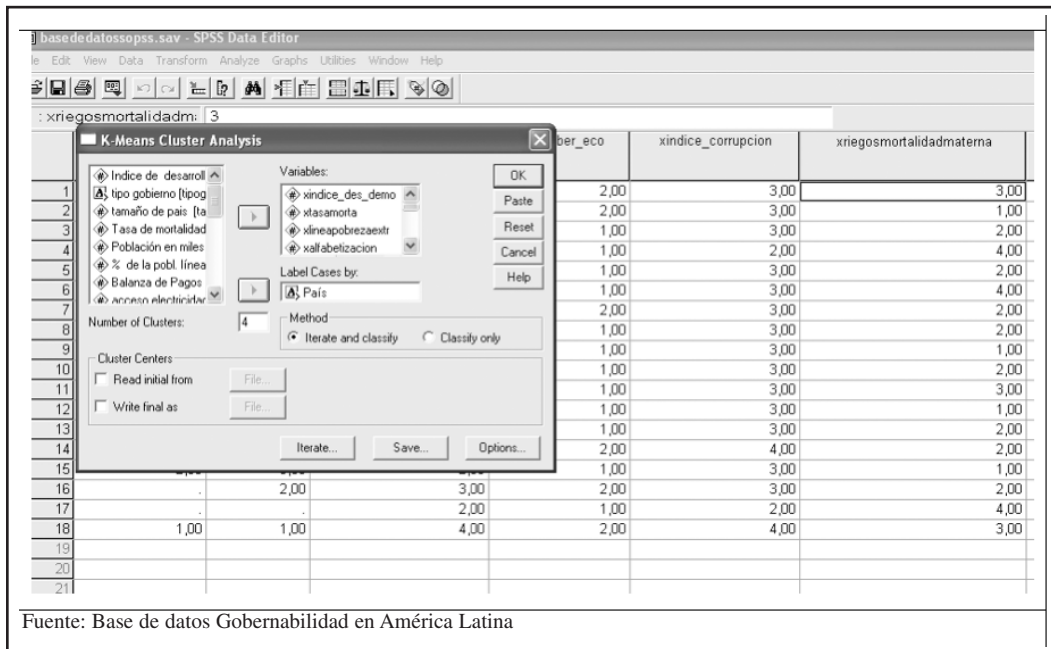 basededatossopss.sav - SPSS Data Editor
Edit View Data Transform Analyze Graphs Utilities Window Help
: xriegosmortalidadm: 3
K-Means Cluster Analysis
ber_eco xindice_corrupcion xriegosmortalidadmaterna
Indice de desarroll
tipo gobierno [tipog
tamaño de pais [ta
Tasa de mortalidad
Población en miles
% de la pobl. línea
Balanza de Pagos
acceso electricidad
Variables:
xindice_des_demo
xtasamorta
xlineapobrezaextr
xalfabetizacion
Label Cases by:
País
OK
Paste
Reset
Cancel
Help
Number of Clusters: 4
Method
Iterate and classify Classify only
Cluster Centers
Read initial from File...
Write final as File...
Iterate... Save... Options...
1 2,00 3,00 3,00
2 2,00 3,00 1,00
3 1,00 3,00 2,00
4 1,00 2,00 4,00
5 1,00 3,00 2,00
6 1,00 3,00 4,00
7 2,00 3,00 2,00
8 1,00 3,00 2,00
9 1,00 3,00 1,00
10 1,00 3,00 2,00
11 1,00 3,00 3,00
12 1,00 3,00 1,00
13 1,00 3,00 2,00
14 2,00 4,00 2,00
15 1,00 3,00 1,00
16 . 2,00 3,00 2,00 3,00 2,00
17 . . 2,00 1,00 2,00 4,00
18 1,00 1,00 4,00 2,00 4,00 3,00
19
20
21
Fuente: Base de datos Gobernabilidad en América Latina